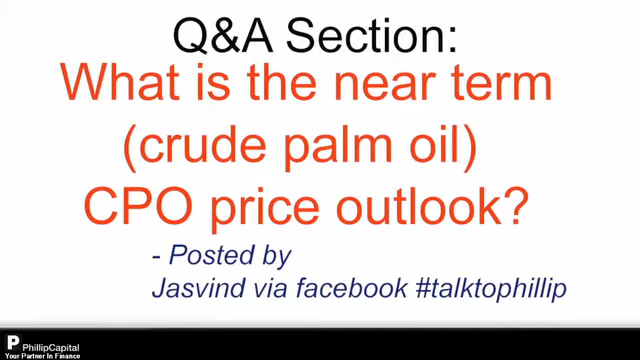 Q&A Section:
What is the near term
(crude palm oil)
CPO price outlook?
- Posted by
Jasvind via facebook #talktophillip
P PhillipCapital
Your Partner In Finance